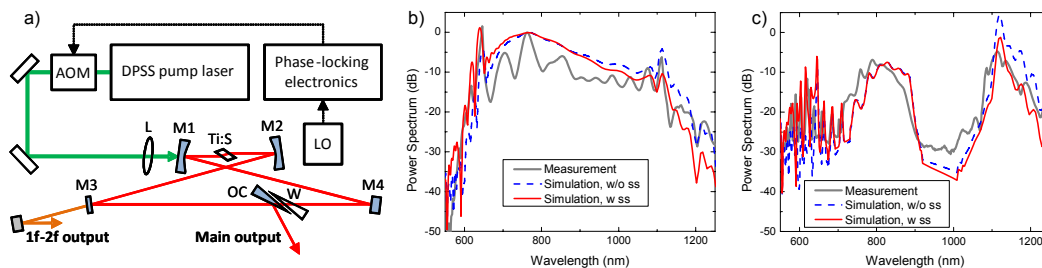 a)
AOM
DPSS pump laser
Phase-locking
electronics
LO
L
M1
Ti:S
M2
M3
OC
W
M4
1f-2f output
Main output
b)
Power Spectrum (dB)
0
-10
-20
-30
-40
-50
Measurement
Simulation, w/o ss
Simulation, w ss
600
800
1000
1200
Wavelength (nm)
c)
Power Spectrum (dB)
0
-10
-20
-30
-40
-50
Measurement
Simulation, w/o ss
Simulation, w ss
600
800
1000
1200
Wavelength (nm)